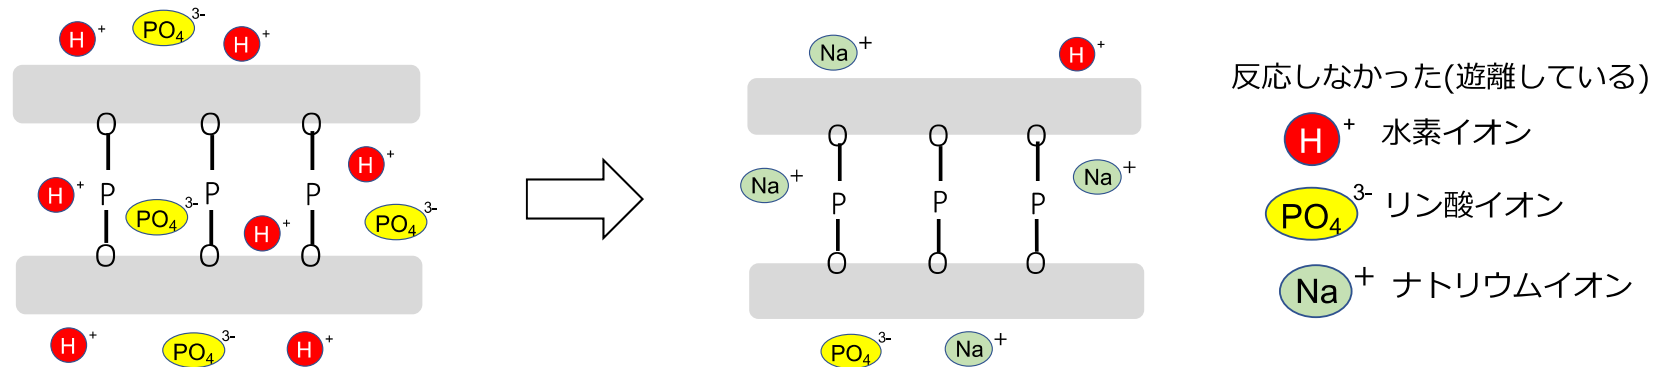 H+ PO4 3- H+
O O O
H+ P P P H+
PO4 3- H+ PO4 3-
O O O
H+ PO4 3- H+
Na+ H+
O O O
Na+ P P P Na+
O O O
PO4 3- Na+
反応しなかった(遊離している)
H+ 水素イオン
PO4 3- リン酸イオン
Na+ ナトリウムイオン